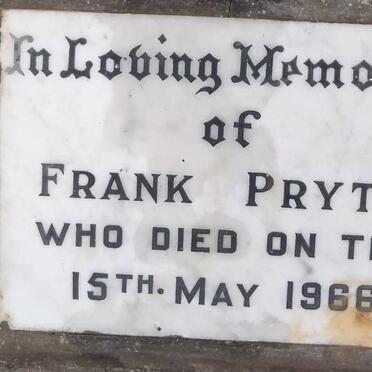 In Loving Memo
of
FRANK PRYT
WHO DIED ON T
15TH. MAY 1966